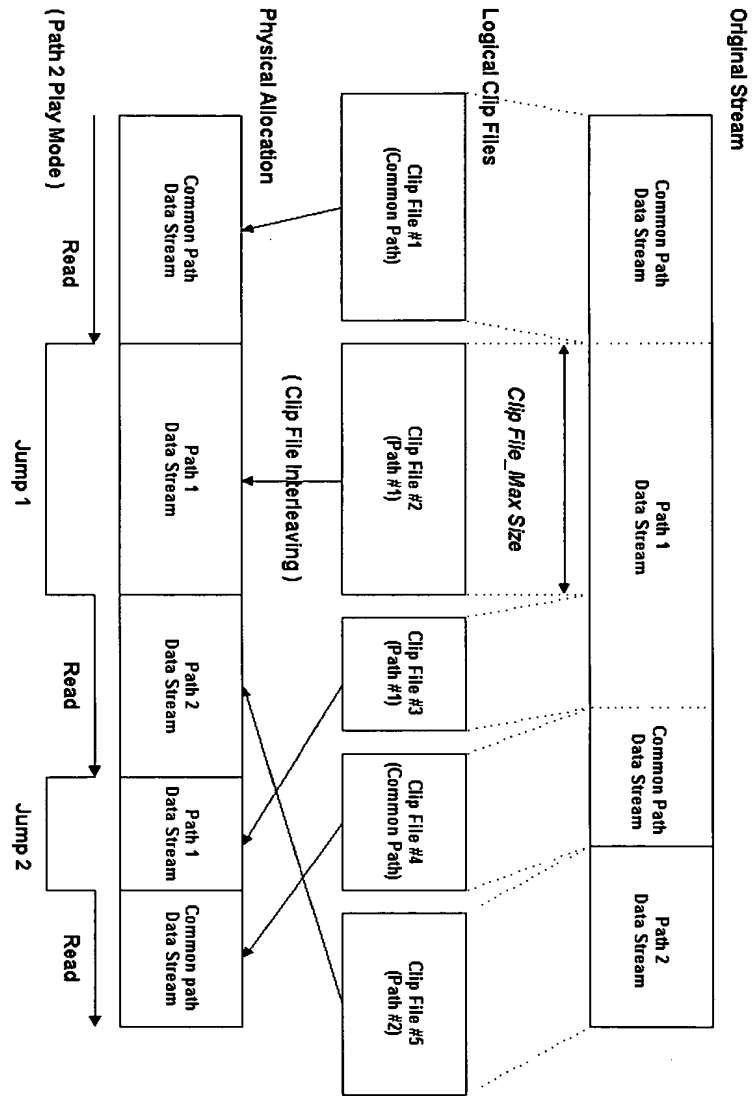 Original Stream
Common Path
Data Stream
Path 1
Data Stream
Common Path
Data Stream
Path 2
Data Stream
Clip File_Max Size
Logical Clip Files
Clip File #1
(Common Path)
Clip File #2
(Path #1)
Clip File #3
(Path #1)
Clip File #4
(Common Path)
Clip File #5
(Path #2)
( Clip File Interleaving )
Physical Allocation
Common Path
Data Stream
Path 1
Data Stream
Path 2
Data Stream
Path 1
Data Stream
Common path
Data Stream
( Path 2 Play Mode )
Read
Jump 1
Read
Jump 2
Read